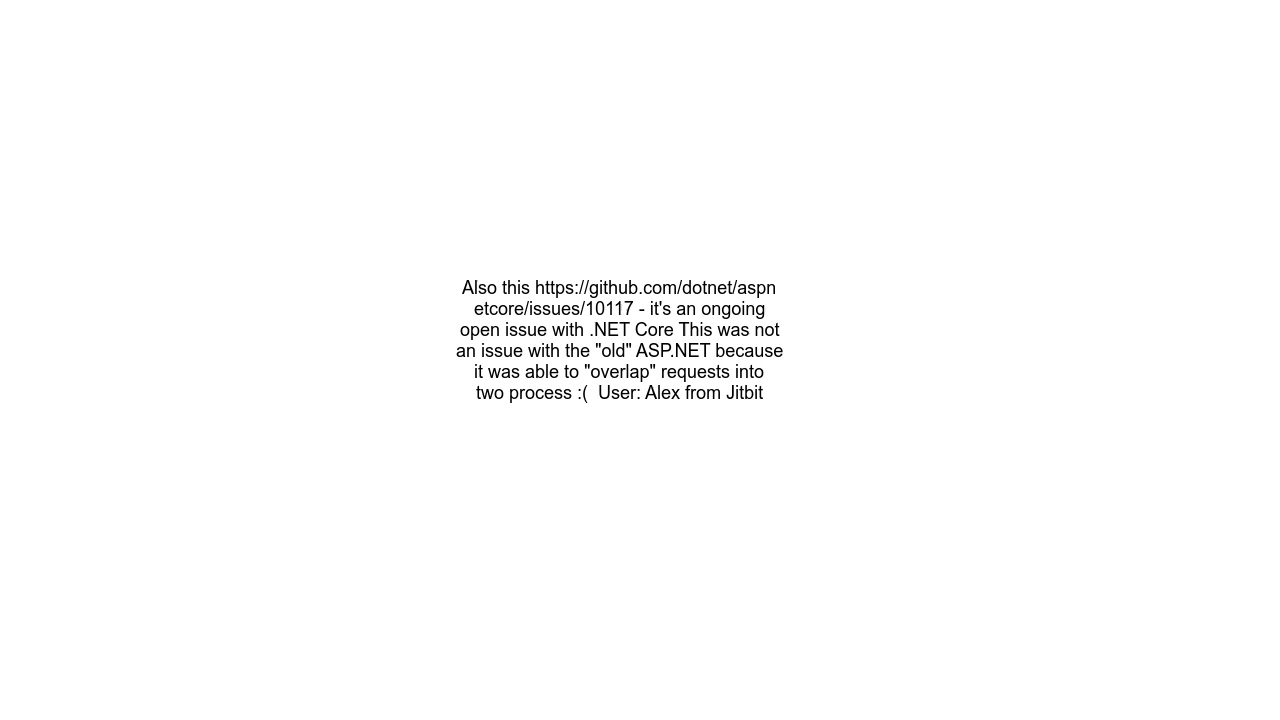 Also this https://github.com/dotnet/aspn
etcore/issues/10117 - it's an ongoing
open issue with .NET Core This was not
an issue with the "old" ASP.NET because
it was able to "overlap" requests into
two process :(  User: Alex from Jitbit